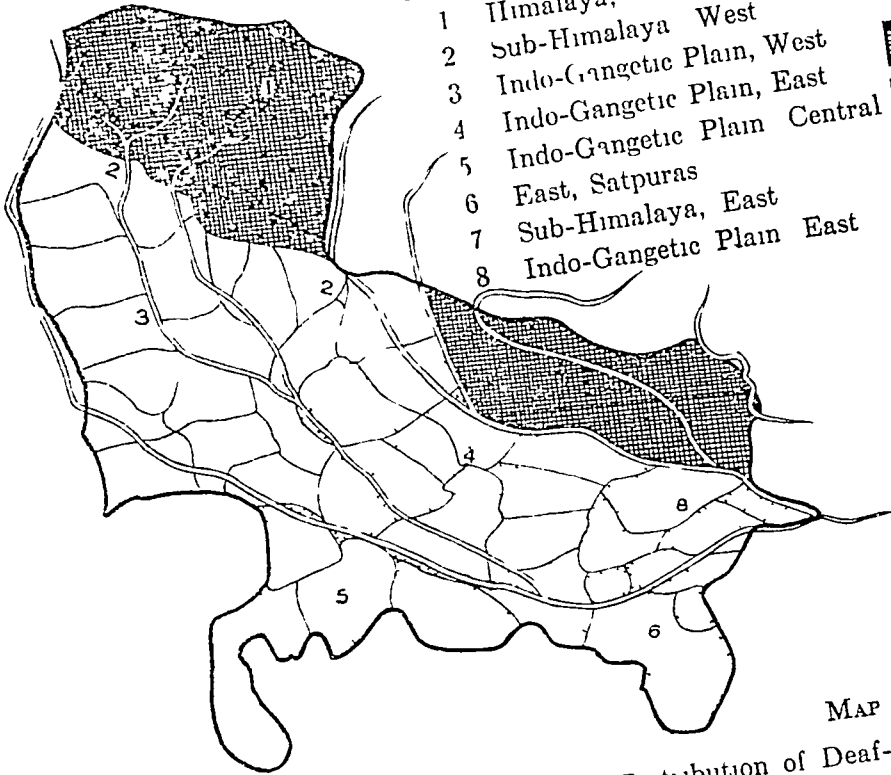 1 Himalaya,
2 Sub-Himalaya West
3 Indo-Gangetic Plain, West
4 Indo-Gangetic Plain, East
5 Indo-Gangetic Plain Central
6 East, Satpuras
7 Sub-Himalaya, East
8 Indo-Gangetic Plain East
1
2
2
3
4
8
5
6
MAP
of Deaf-